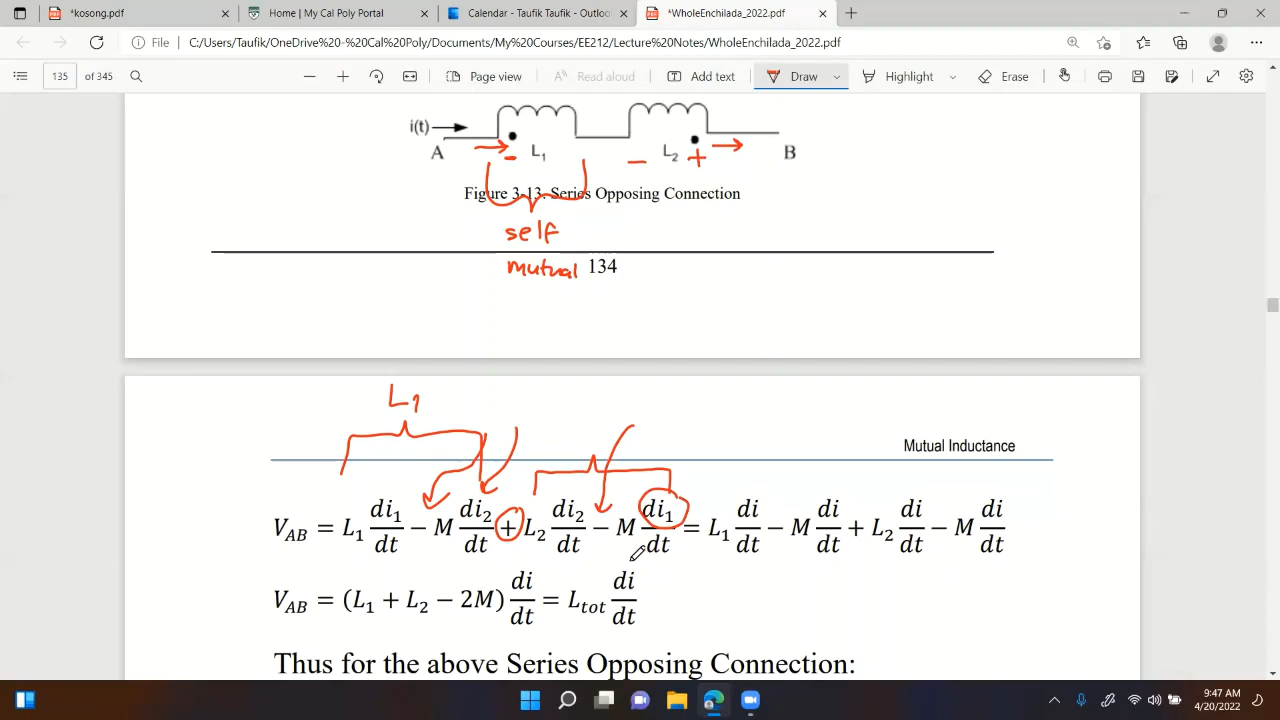 *kosong.pdf
Home | My Cal Poly Portal
Calendar - Taufik Taufik - Outloo
*WholeEnchilada_2022.pdf
File
C:/Users/Taufik/OneDrive%20-%20Cal%20Poly/Documents/My%20Courses/EE212/Lecture%20Notes/WholeEnchilada_2022.pdf
135 of 345
Page view
Read aloud
Add text
Draw
Highlight
Erase
i(t)
A - L₁ - L₂ + B
Figure 3-13. Series Opposing Connection
self
mutual 134
L₁
Mutual Inductance
V_AB = L₁ di₁/dt − M di₂/dt + L₂ di₂/dt − M di₁/dt = L₁ di/dt − M di/dt + L₂ di/dt − M di/dt
V_AB = (L₁ + L₂ − 2M) di/dt = L_tot di/dt
Thus for the above Series Opposing Connection:
9:47 AM
4/20/2022